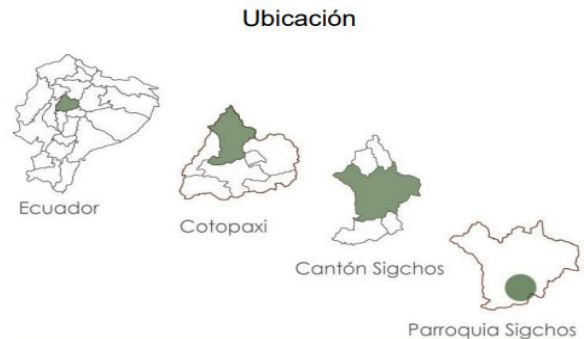 Ubicación
Ecuador
Cotopaxi
Cantón Sigchos
Parroquia Sigchos